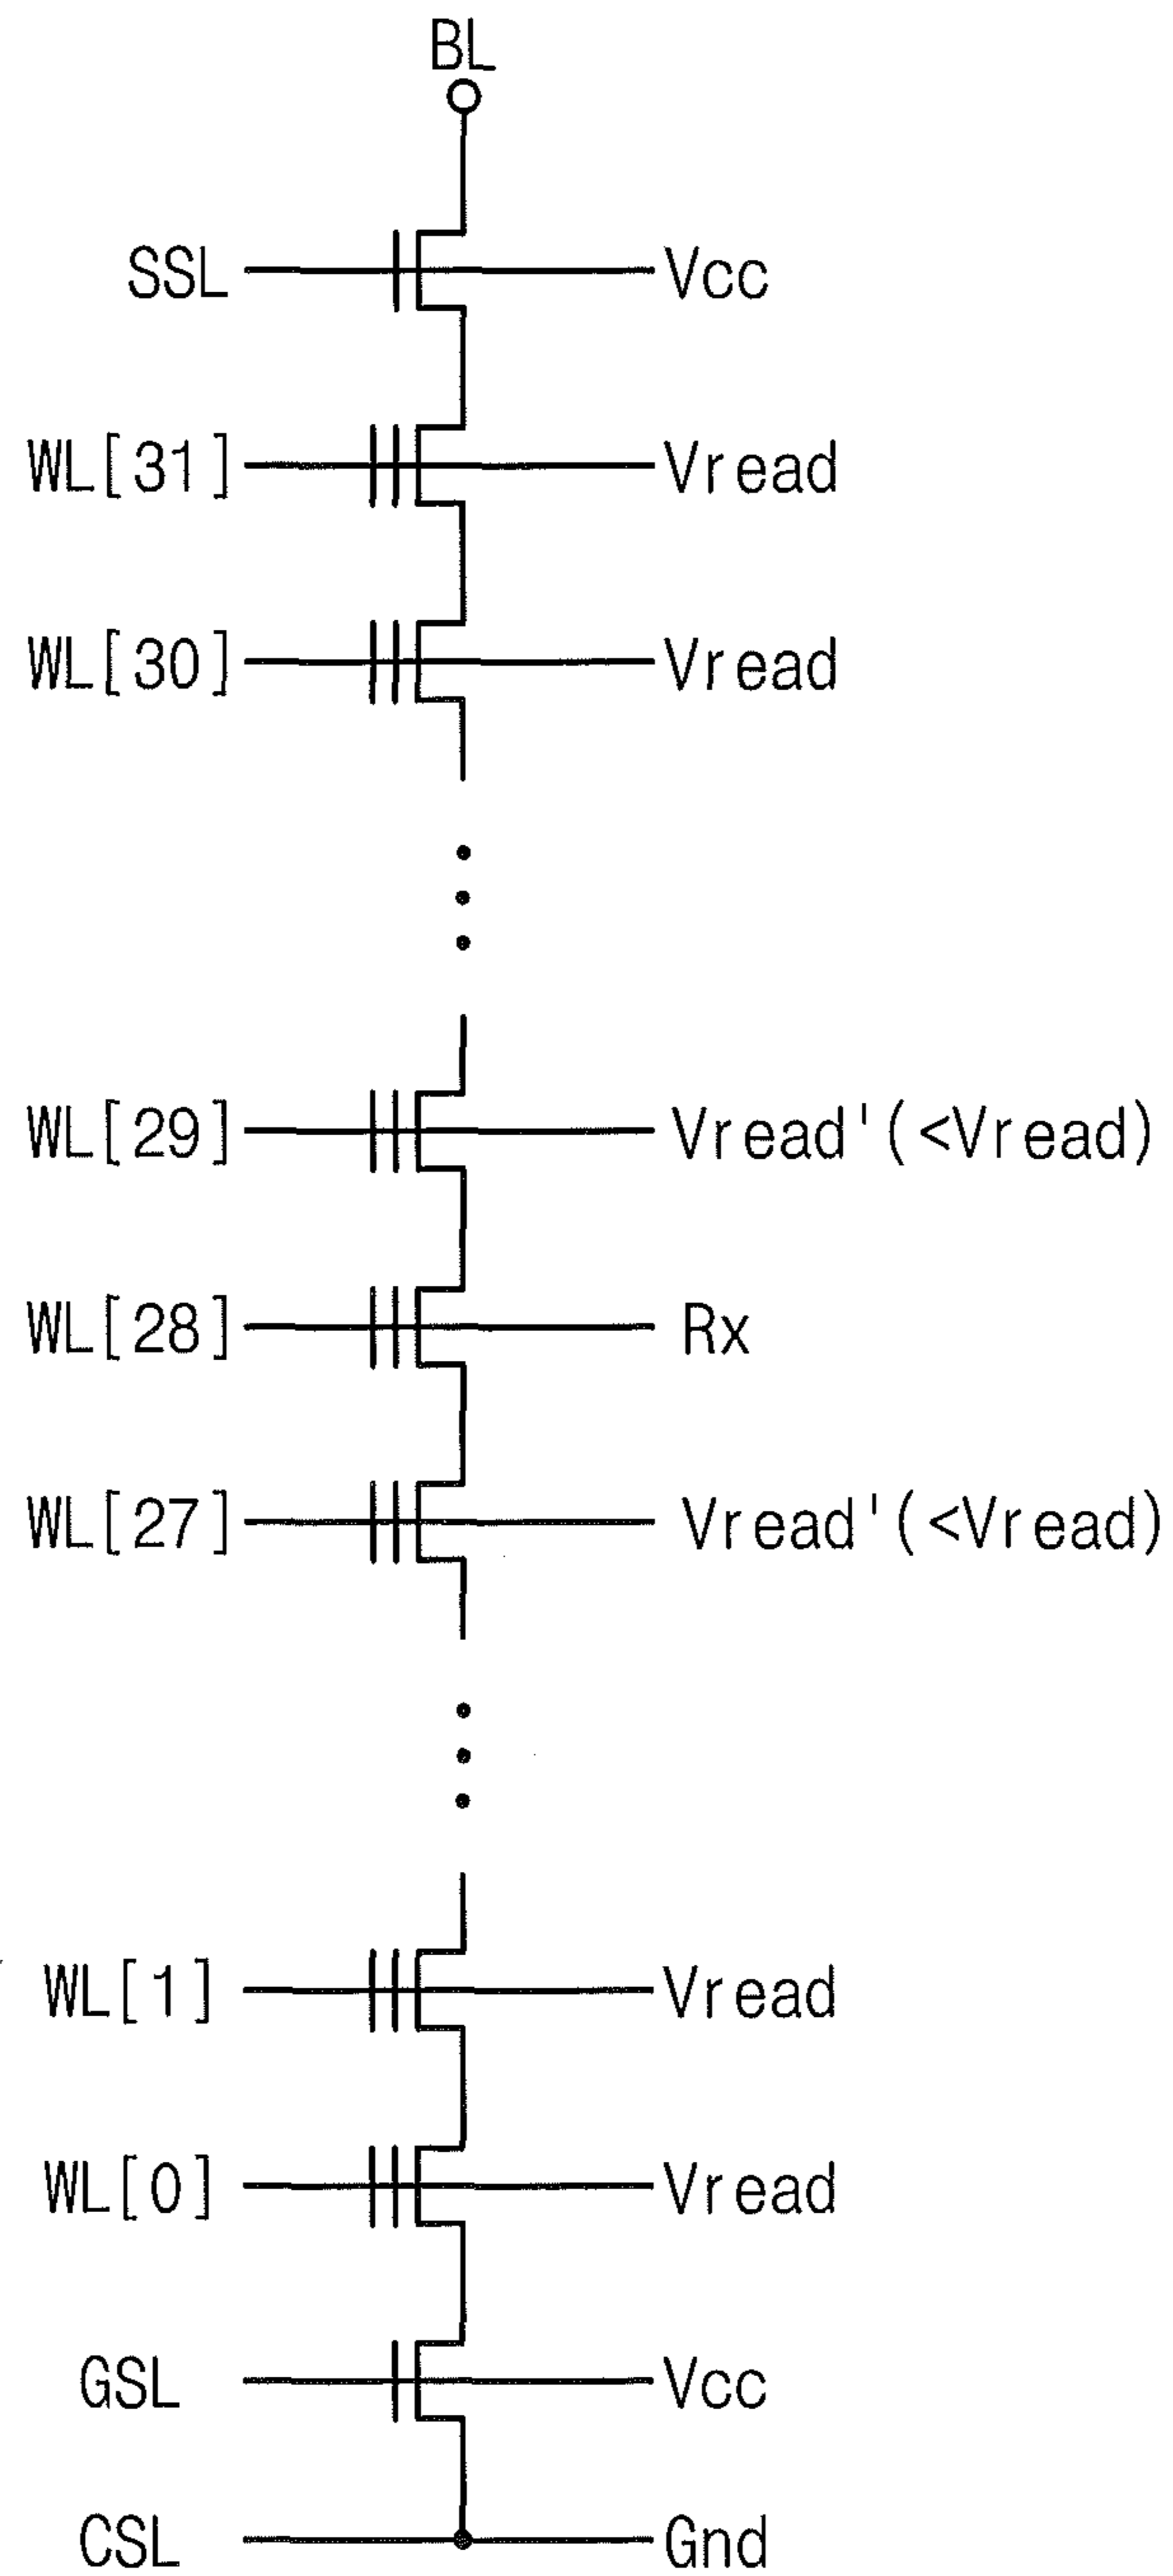 BL
SSL Vcc
WL[31] Vread
WL[30] Vread
WL[29] Vread'(<Vread)
WL[28] Rx
WL[27] Vread'(<Vread)
WL[1] Vread
WL[0] Vread
GSL Vcc
CSL Gnd